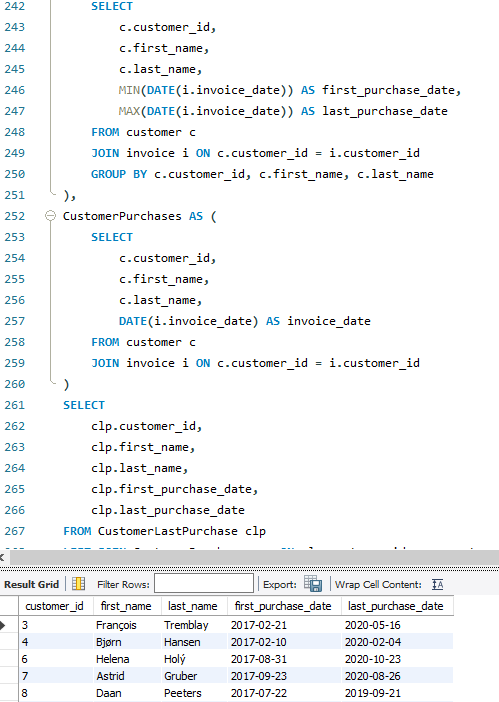 242 SELECT
243 c.customer_id,
244 c.first_name,
245 c.last_name,
246 MIN(DATE(i.invoice_date)) AS first_purchase_date,
247 MAX(DATE(i.invoice_date)) AS last_purchase_date
248 FROM customer c
249 JOIN invoice i ON c.customer_id = i.customer_id
250 GROUP BY c.customer_id, c.first_name, c.last_name
251 ),
252 CustomerPurchases AS (
253 SELECT
254 c.customer_id,
255 c.first_name,
256 c.last_name,
257 DATE(i.invoice_date) AS invoice_date
258 FROM customer c
259 JOIN invoice i ON c.customer_id = i.customer_id
260 )
261 SELECT
262 clp.customer_id,
263 clp.first_name,
264 clp.last_name,
265 clp.first_purchase_date,
266 clp.last_purchase_date
267 FROM CustomerLastPurchase clp
Result Grid Filter Rows: Export: Wrap Cell Content:
customer_id first_name last_name first_purchase_date last_purchase_date
3 François Tremblay 2017-02-21 2020-05-16
4 Bjørn Hansen 2017-02-10 2020-02-04
6 Helena Holý 2017-08-31 2020-10-23
7 Astrid Gruber 2017-09-23 2020-08-26
8 Daan Peeters 2017-07-22 2019-09-21